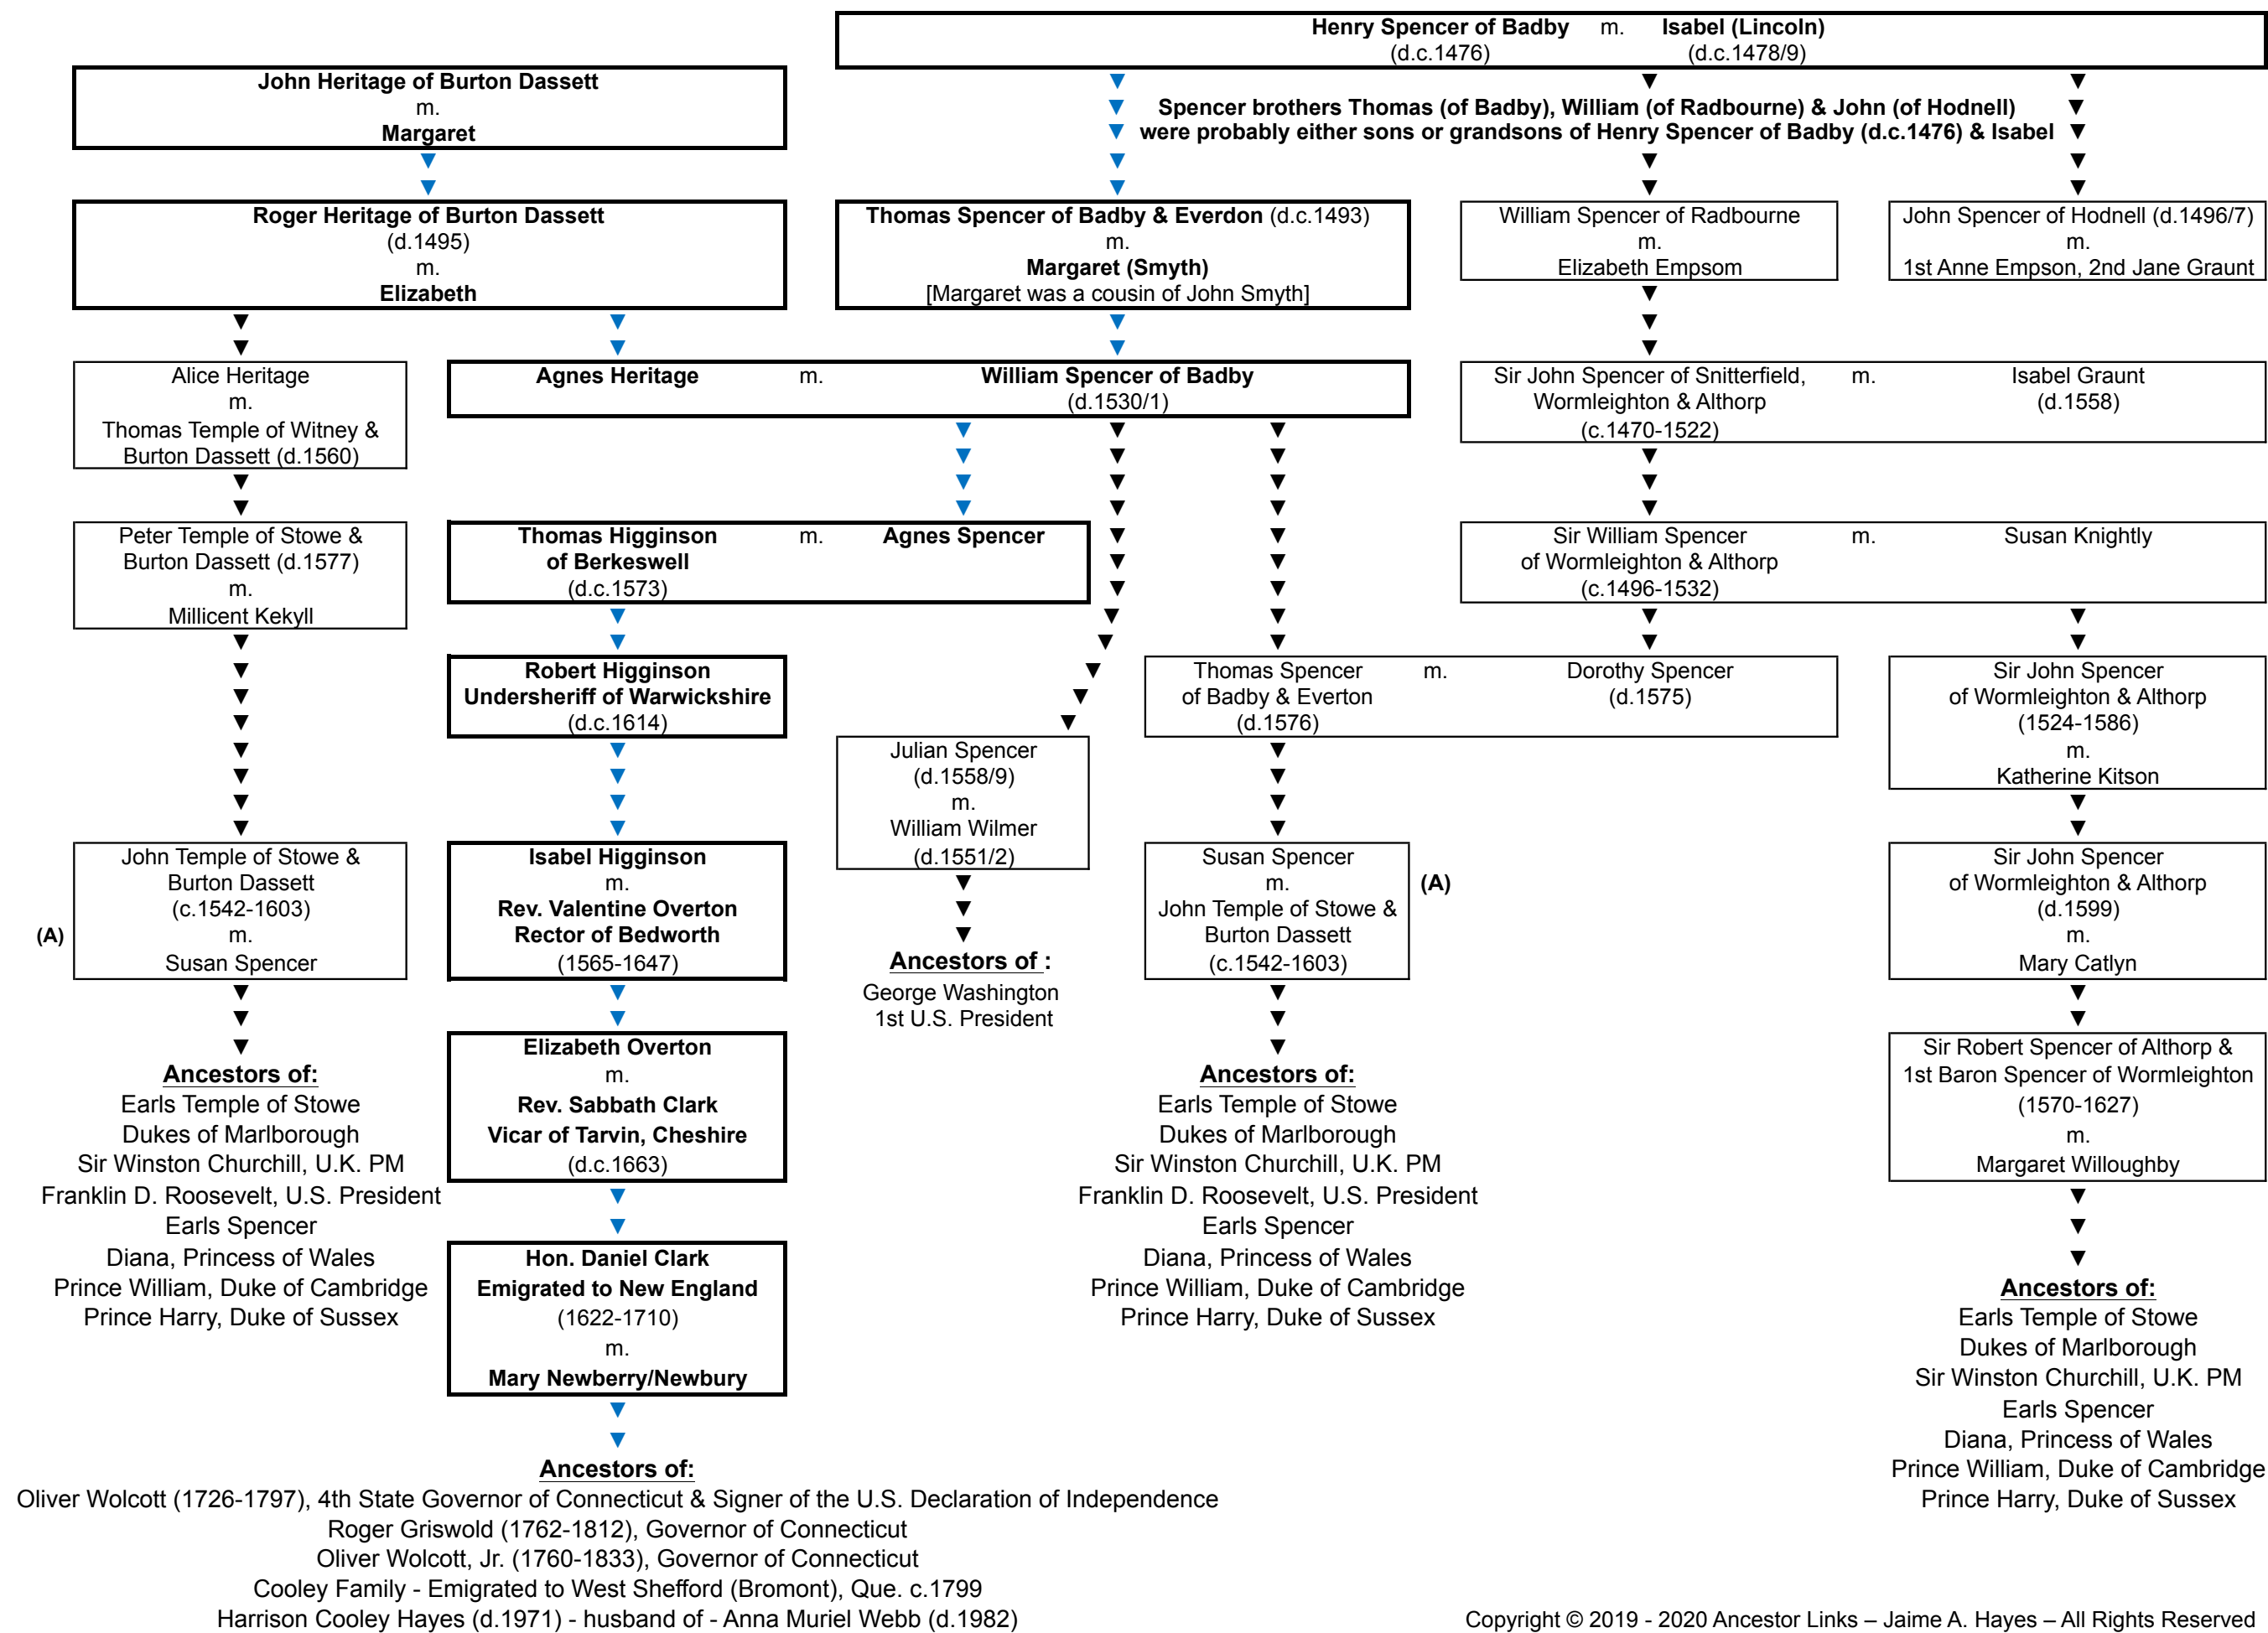 Henry Spencer of Badby m. Isabel (Lincoln)
(d.c.1476) (d.c.1478/9)
John Heritage of Burton Dassett
m.
Margaret
Spencer brothers Thomas (of Badby), William (of Radbourne) & John (of Hodnell)
were probably either sons or grandsons of Henry Spencer of Badby (d.c.1476) & Isabel
Roger Heritage of Burton Dassett
(d.1495)
m.
Elizabeth
Thomas Spencer of Badby & Everdon (d.c.1493)
m.
Margaret (Smyth)
[Margaret was a cousin of John Smyth]
William Spencer of Radbourne
m.
Elizabeth Empsom
John Spencer of Hodnell (d.1496/7)
m.
1st Anne Empson, 2nd Jane Graunt
Alice Heritage
m.
Thomas Temple of Witney &
Burton Dassett (d.1560)
Agnes Heritage m. William Spencer of Badby
(d.1530/1)
Sir John Spencer of Snitterfield, m. Isabel Graunt
Wormleighton & Althorp (d.1558)
(c.1470-1522)
Peter Temple of Stowe &
Burton Dassett (d.1577)
m.
Millicent Kekyll
Thomas Higginson m. Agnes Spencer
of Berkeswell
(d.c.1573)
Sir William Spencer m. Susan Knightly
of Wormleighton & Althorp
(c.1496-1532)
Robert Higginson
Undersheriff of Warwickshire
(d.c.1614)
Thomas Spencer m. Dorothy Spencer
of Badby & Everton (d.1575)
(d.1576)
Sir John Spencer
of Wormleighton & Althorp
(1524-1586)
m.
Katherine Kitson
Julian Spencer
(d.1558/9)
m.
William Wilmer
(d.1551/2)
John Temple of Stowe &
Burton Dassett
(c.1542-1603)
(A) m.
Susan Spencer
Isabel Higginson
m.
Rev. Valentine Overton
Rector of Bedworth
(1565-1647)
Susan Spencer
m. (A)
John Temple of Stowe &
Burton Dassett
(c.1542-1603)
Sir John Spencer
of Wormleighton & Althorp
(d.1599)
m.
Mary Catlyn
Ancestors of :
George Washington
1st U.S. President
Elizabeth Overton
m.
Rev. Sabbath Clark
Vicar of Tarvin, Cheshire
(d.c.1663)
Sir Robert Spencer of Althorp &
1st Baron Spencer of Wormleighton
(1570-1627)
m.
Margaret Willoughby
Ancestors of:
Earls Temple of Stowe
Dukes of Marlborough
Sir Winston Churchill, U.K. PM
Franklin D. Roosevelt, U.S. President
Earls Spencer
Diana, Princess of Wales
Prince William, Duke of Cambridge
Prince Harry, Duke of Sussex
Ancestors of:
Earls Temple of Stowe
Dukes of Marlborough
Sir Winston Churchill, U.K. PM
Franklin D. Roosevelt, U.S. President
Earls Spencer
Diana, Princess of Wales
Prince William, Duke of Cambridge
Prince Harry, Duke of Sussex
Hon. Daniel Clark
Emigrated to New England
(1622-1710)
m.
Mary Newberry/Newbury
Ancestors of:
Earls Temple of Stowe
Dukes of Marlborough
Sir Winston Churchill, U.K. PM
Earls Spencer
Diana, Princess of Wales
Prince William, Duke of Cambridge
Prince Harry, Duke of Sussex
Ancestors of:
Oliver Wolcott (1726-1797), 4th State Governor of Connecticut & Signer of the U.S. Declaration of Independence
Roger Griswold (1762-1812), Governor of Connecticut
Oliver Wolcott, Jr. (1760-1833), Governor of Connecticut
Cooley Family - Emigrated to West Shefford (Bromont), Que. c.1799
Harrison Cooley Hayes (d.1971) - husband of - Anna Muriel Webb (d.1982)
Copyright © 2019 - 2020 Ancestor Links – Jaime A. Hayes – All Rights Reserved